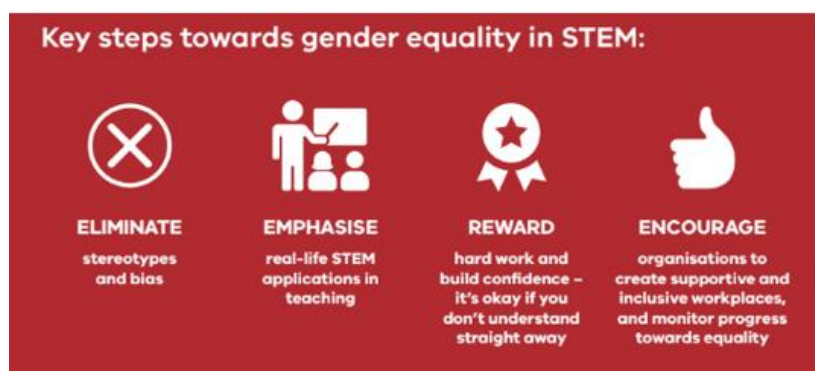 Key steps towards gender equality in STEM:
ELIMINATE
stereotypes
and bias
EMPHASISE
real-life STEM
applications in
teaching
REWARD
hard work and
build confidence –
it's okay if you
don't understand
straight away
ENCOURAGE
organisations to
create supportive and
inclusive workplaces,
and monitor progress
towards equality